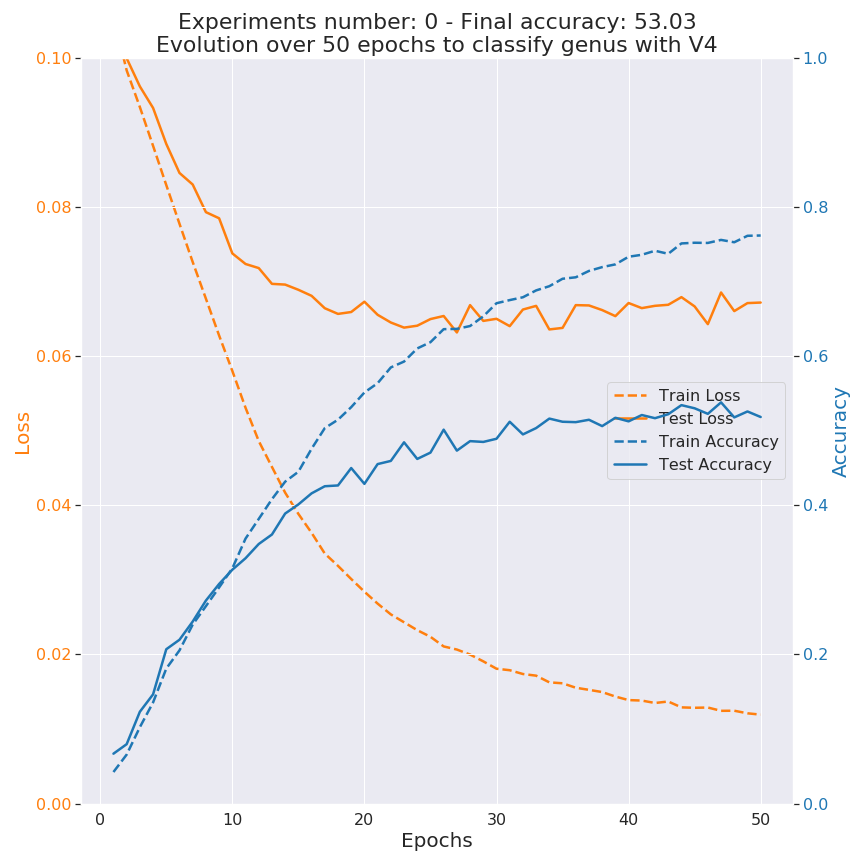 Experiments number: 0 - Final accuracy: 53.03
Evolution over 50 epochs to classify genus with V4
0.10
0.08
0.06
0.04
0.02
0.00
Loss
1.0
0.8
0.6
0.4
0.2
0.0
Accuracy
Train Loss
Test Loss
Train Accuracy
Test Accuracy
0 10 20 30 40 50
Epochs